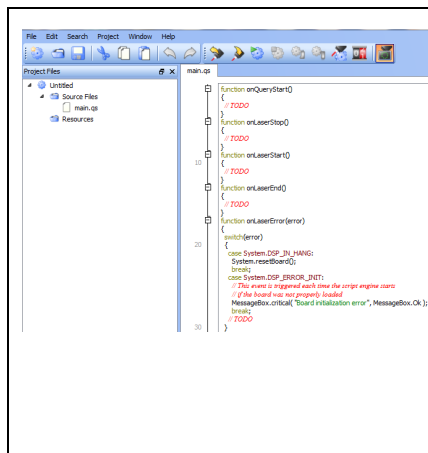 File Edit Search Project Window Help
Project Files
main.qs
Untitled
Source Files
main.qs
Resources
function onQueryStart()
{
// TODO
}
function onLaserStop()
{
// TODO
}
function onLaserStart()
10
{
// TODO
}
function onLaserEnd()
{
// TODO
}
function onLaserError(error)
{
switch(error)
20
{
case System.DSP_IN_HANG:
System.resetBoard();
break;
case System.DSP_ERROR_INIT:
// This event is triggered each time the script engine starts
// if the board was not properly loaded
MessageBox.critical( "Board initialization error", MessageBox.Ok );
break;
// TODO
30
}